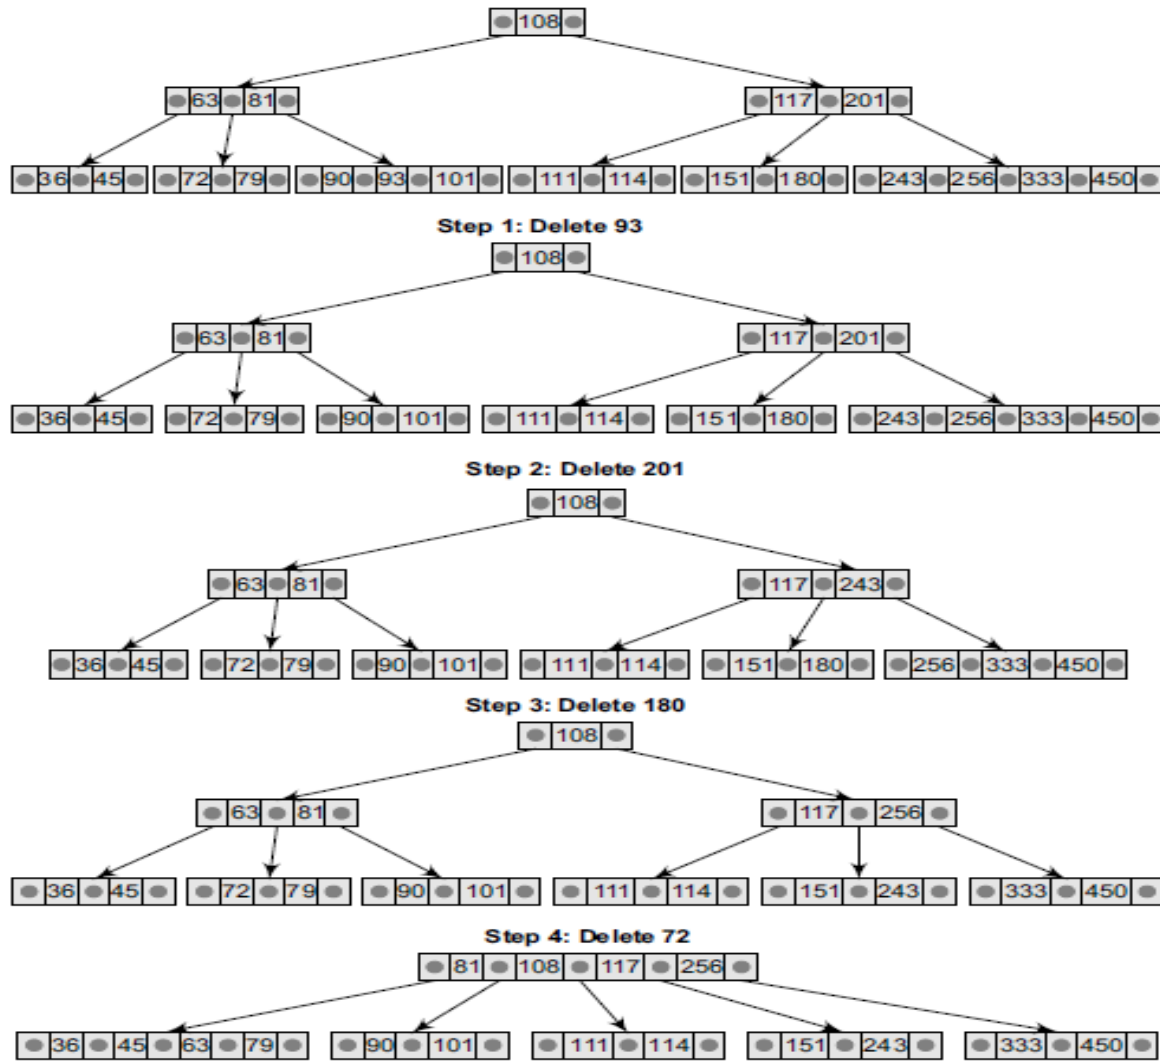 108
63 81 117 201
36 45 72 79 90 93 101 111 114 151 180 243 256 333 450
Step 1: Delete 93
108
63 81 117 201
36 45 72 79 90 101 111 114 151 180 243 256 333 450
Step 2: Delete 201
108
63 81 117 243
36 45 72 79 90 101 111 114 151 180 256 333 450
Step 3: Delete 180
108
63 81 117 256
36 45 72 79 90 101 111 114 151 243 333 450
Step 4: Delete 72
81 108 117 256
36 45 63 79 90 101 111 114 151 243 333 450